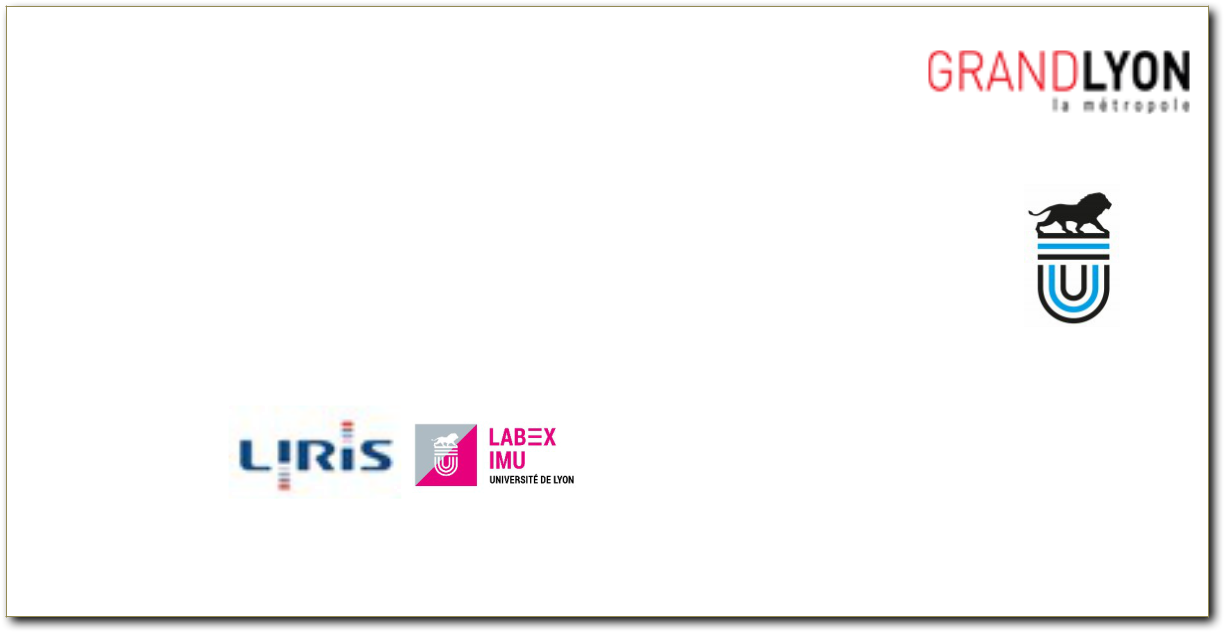 GRANDLYON
la métropole
U
LIRIS
LABEX
IMU
UNIVERSITÉ DE LYON